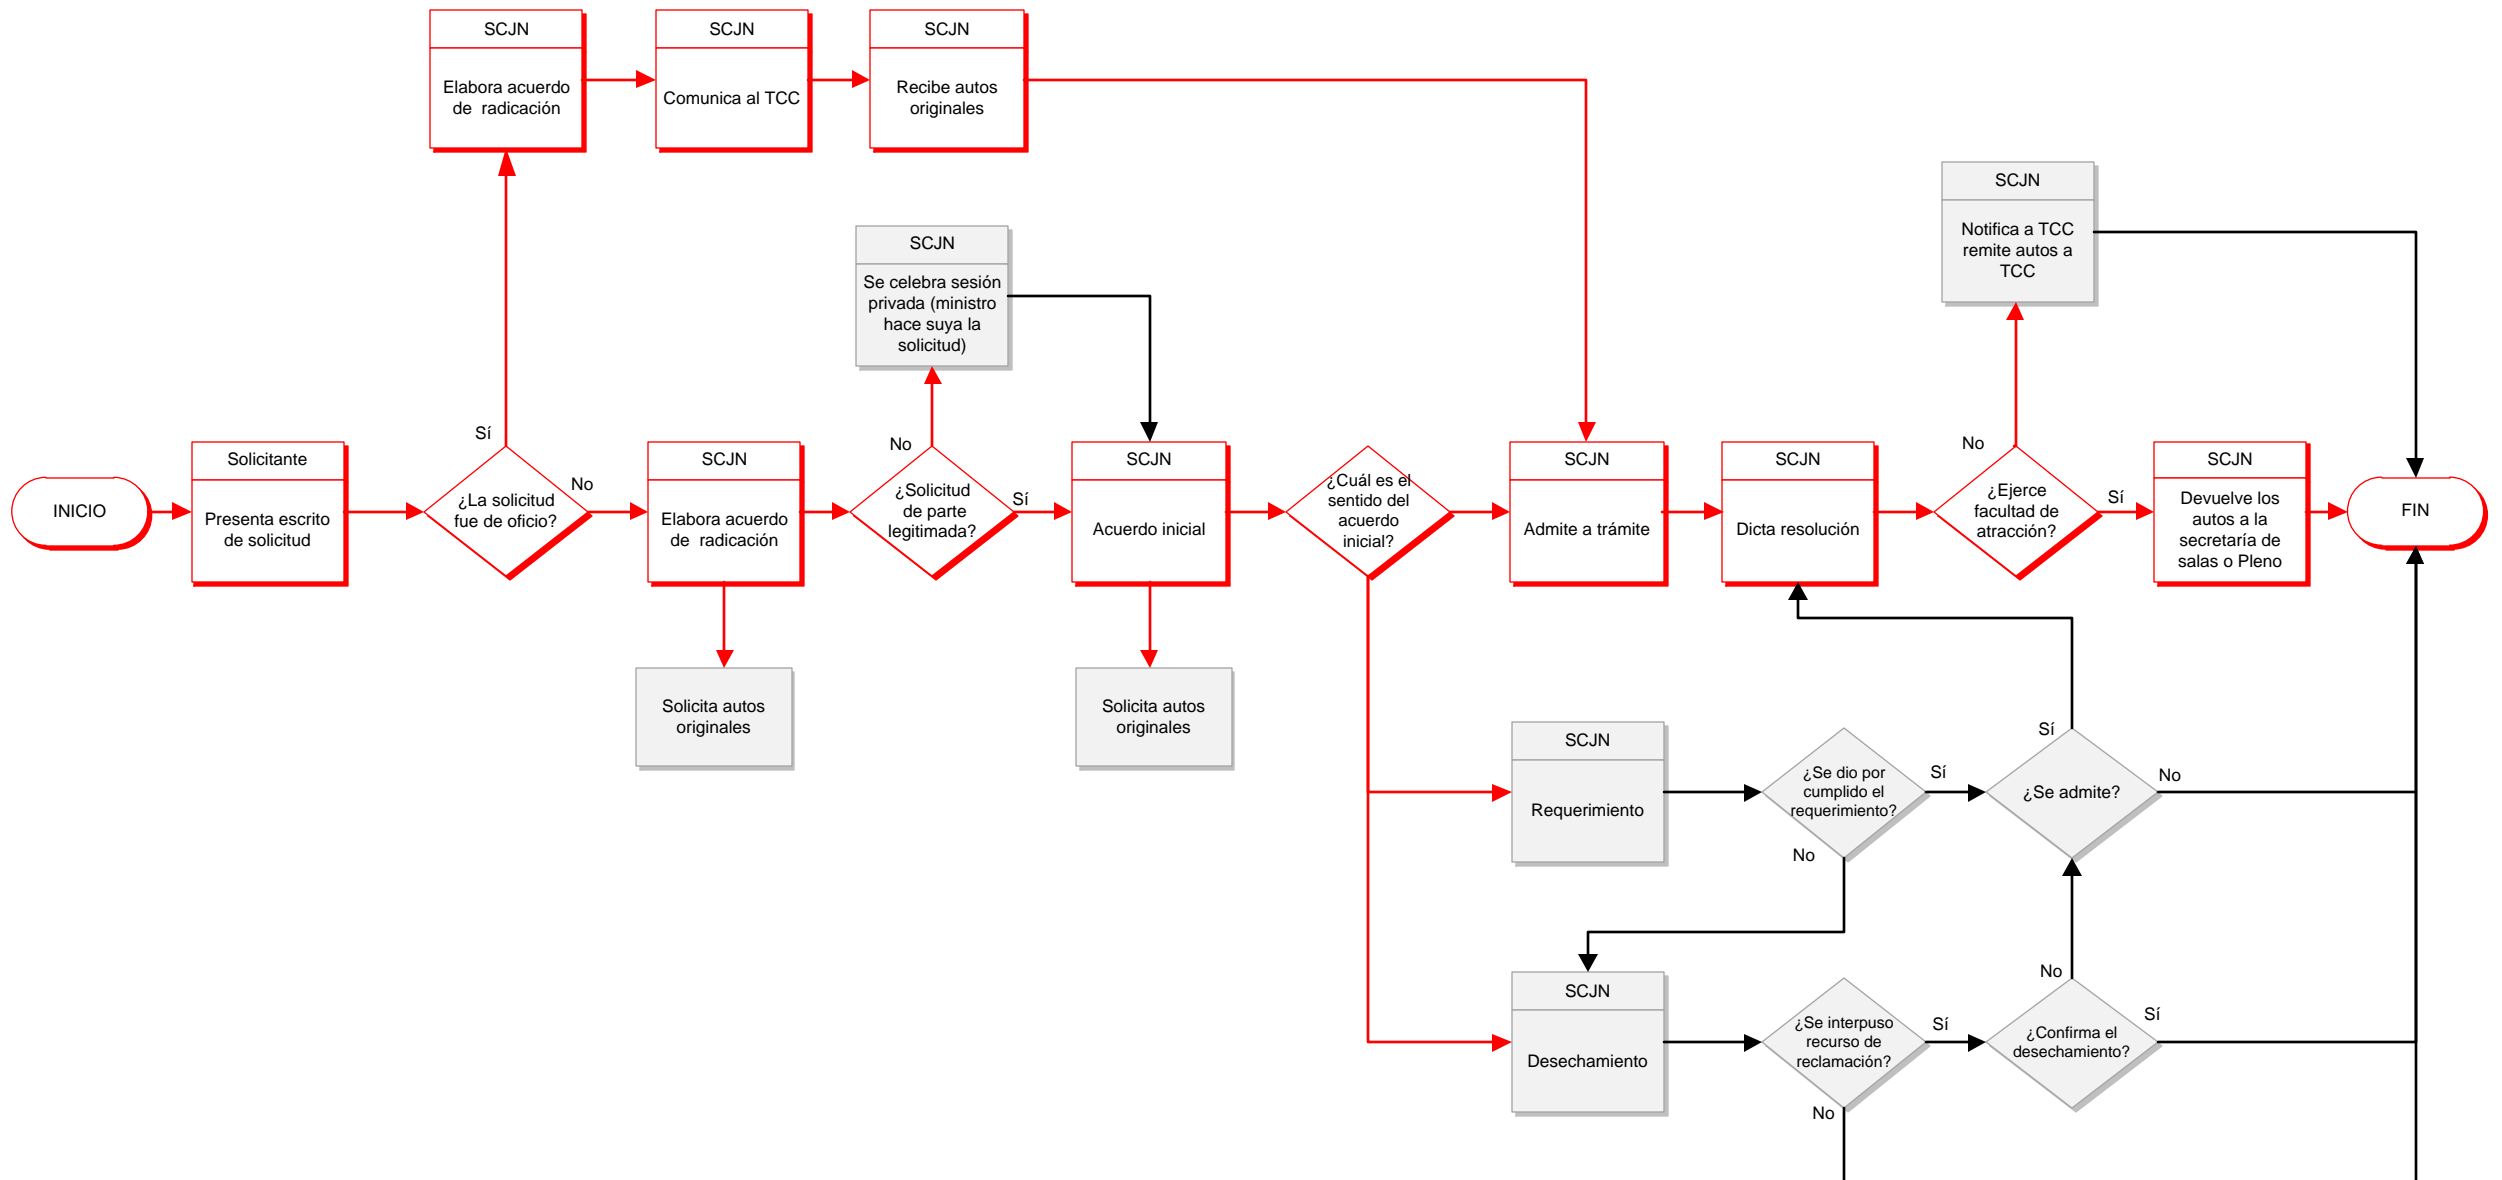 SCJN
Elabora acuerdo
de radicación
SCJN
Comunica al TCC
SCJN
Recibe autos
originales
SCJN
Notifica a TCC
remite autos a
TCC
SCJN
Se celebra sesión
privada (ministro
hace suya la
solicitud)
INICIO
Solicitante
Presenta escrito
de solicitud
Sí
¿La solicitud
fue de oficio?
No
SCJN
Elabora acuerdo
de radicación
No
¿Solicitud
de parte
legitimada?
Sí
SCJN
Acuerdo inicial
¿Cuál es el
sentido del
acuerdo
inicial?
SCJN
Admite a trámite
SCJN
Dicta resolución
No
¿Ejerce
facultad de
atracción?
Sí
SCJN
Devuelve los
autos a la
secretaría de
salas o Pleno
FIN
Solicita autos
originales
Solicita autos
originales
SCJN
Requerimiento
¿Se dio por
cumplido el
requerimiento?
Sí
No
Sí
¿Se admite?
No
SCJN
Desechamiento
¿Se interpuso
recurso de
reclamación?
Sí
No
No
¿Confirma el
desechamiento?
Sí